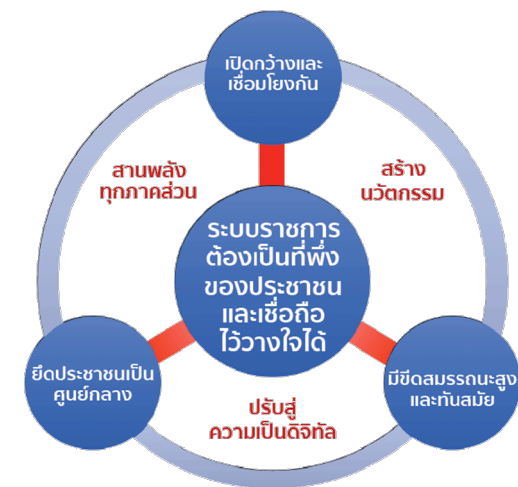 เปิดกว้างและ
เชื่อมโยงกัน
สานพลัง
ทุกภาคส่วน
สร้าง
นวัตกรรม
ระบบราชการ
ต้องเป็นที่พึ่ง
ของประชาชน
และเชื่อถือ
ไว้วางใจได้
ยึดประชาชนเป็น
ศูนย์กลาง
มีขีดสมรรถนะสูง
และทันสมัย
ปรับสู่
ความเป็นดิจิทัล